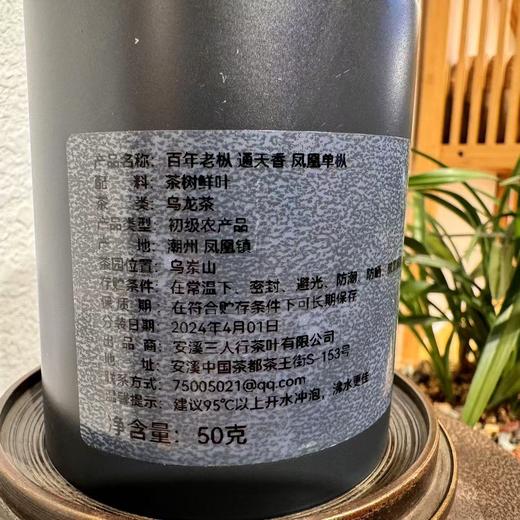 产品名称: 百年老枞 通天香 凤凰单枞
配 料: 茶树鲜叶
茶 类: 乌龙茶
产品类型: 初级农产品
产 地: 潮州 凤凰镇
茶园位置: 乌岽山
存贮条件: 在常温下、密封、避光、防潮、防晒、
保质期: 在符合贮存条件下可长期保存
分装日期: 2024年4月01日
出品商: 安溪三人行茶叶有限公司
地 址: 安溪中国茶都茶王街S-153号
联系方式: 75005021@qq.com
品饮提示: 建议95℃以上开水冲泡，沸水更佳
净含量: 50克